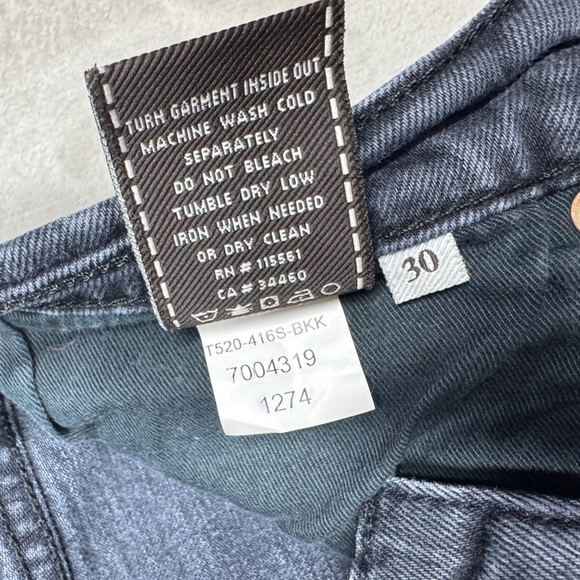 TURN GARMENT INSIDE OUT
MACHINE WASH COLD
SEPARATELY
DO NOT BLEACH
TUMBLE DRY LOW
IRON WHEN NEEDED
OR DRY CLEAN
RN# 115561
CA# 34460
30
T520-416S-BKK
7004319
1274